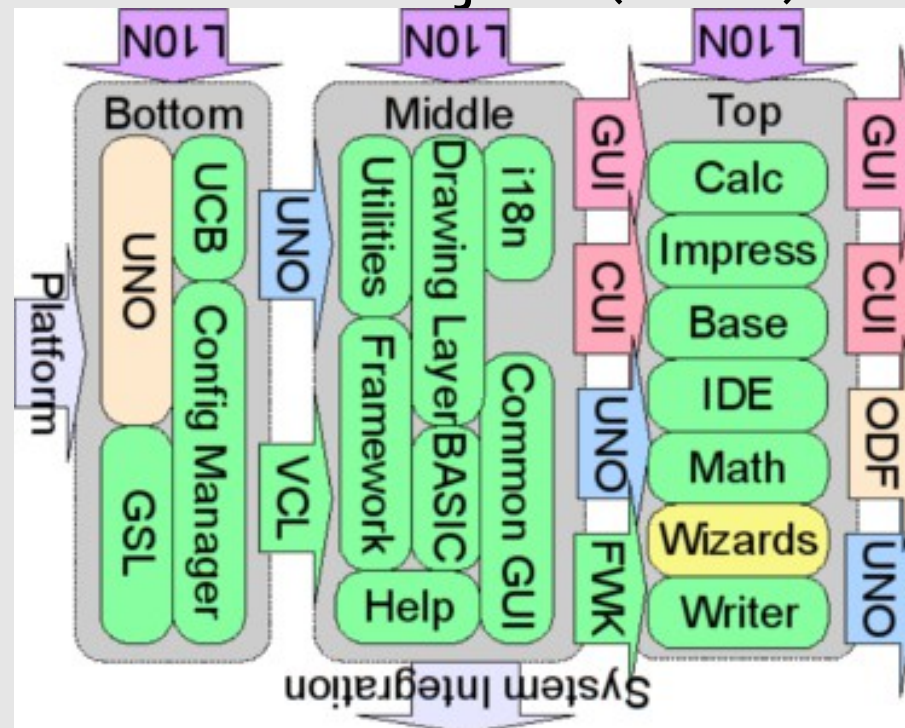 L10N
L10N
L10N
Bottom
UNO
UCB
Config Manager
GSL
Platform
UNO
VCL
Middle
Utilities
Drawing Layer
i18n
Framework
BASIC
Common GUI
Help
GUI
CUI
UNO
FWK
Top
Calc
Impress
Base
IDE
Math
Wizards
Writer
GUI
CUI
ODF
UNO
System Integration